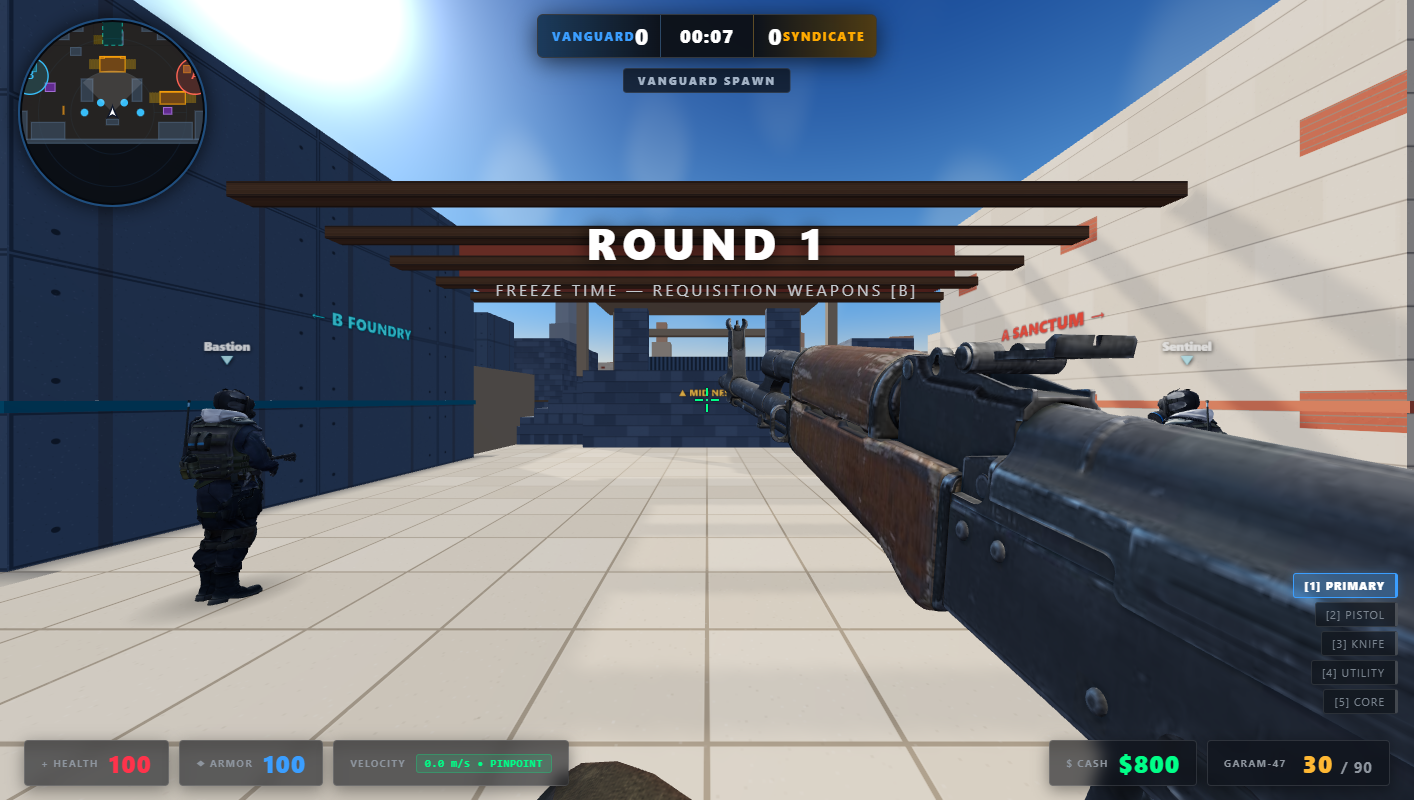 VANGUARD 0 00:07 0 SYNDICATE
VANGUARD SPAWN
B
A
ROUND 1
FREEZE TIME — REQUISITION WEAPONS [B]
← B FOUNDRY
A SANCTUM →
Bastion
Sentinel
▲ MID NES
[1] PRIMARY
[2] PISTOL
[3] KNIFE
[4] UTILITY
[5] CORE
+ HEALTH 100
◆ ARMOR 100
VELOCITY 0.0 m/s • PINPOINT
$ CASH $800
GARAM-47 30 / 90